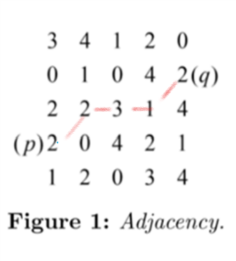 3 4 1 2 0
0 1 0 4 2(q)
2 2 3 1 4
(p)2 0 4 2 1
1 2 0 3 4
Figure 1: Adjacency.